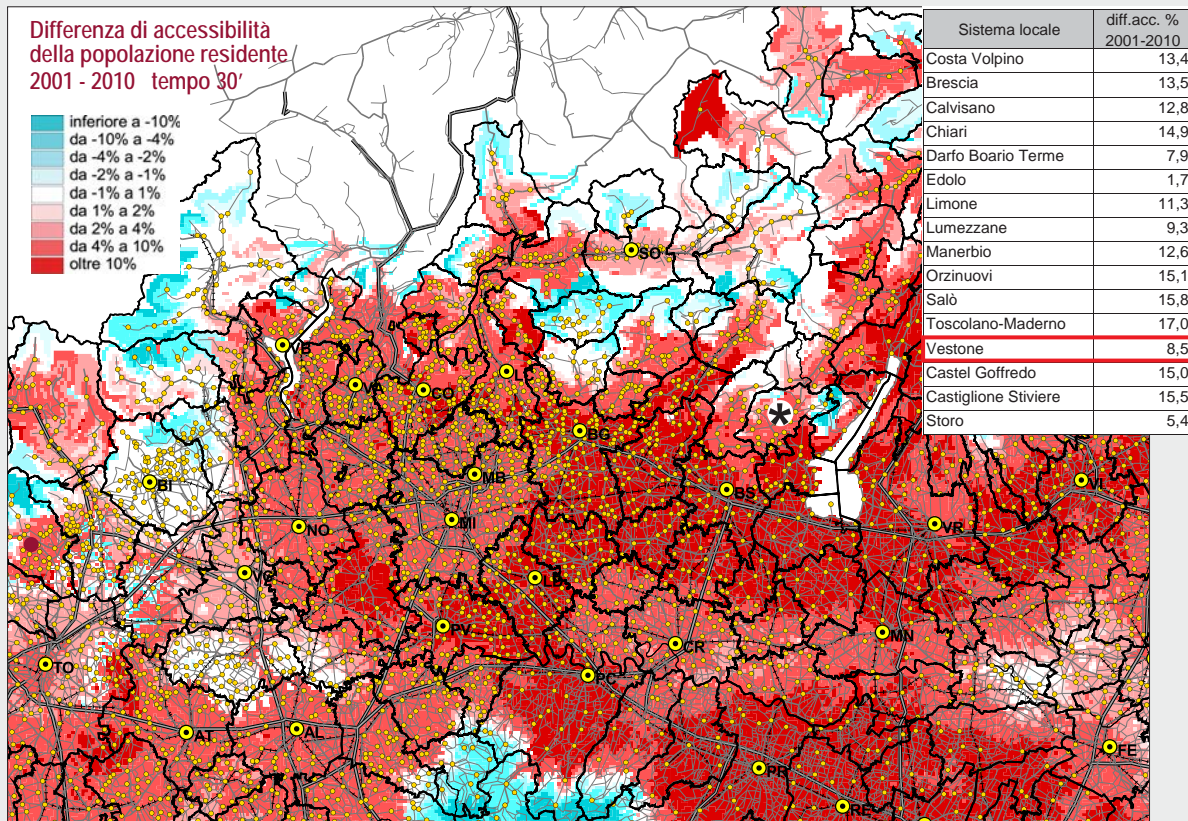 Differenza di accessibilità
della popolazione residente
2001 - 2010 tempo 30'
inferiore a -10%
da -10% a -4%
da -4% a -2%
da -2% a -1%
da -1% a 1%
da 1% a 2%
da 2% a 4%
da 4% a 10%
oltre 10%
Sistema locale diff.acc. %
2001-2010
Costa Volpino 13,4
Brescia 13,5
Calvisano 12,8
Chiari 14,9
Darfo Boario Terme 7,9
Edolo 1,7
Limone 11,3
Lumezzane 9,3
Manerbio 12,6
Orzinuovi 15,1
Salò 15,8
Toscolano-Maderno 17,0
Vestone 8,5
Castel Goffredo 15,0
Castiglione Stiviere 15,5
Storo 5,4
SO
VB
VA
CO
*
BG
MB
BI
BS
VI
MI
NO
VR
VC
PV
MN
CR
TO
AT
AL
FE
PR
RE